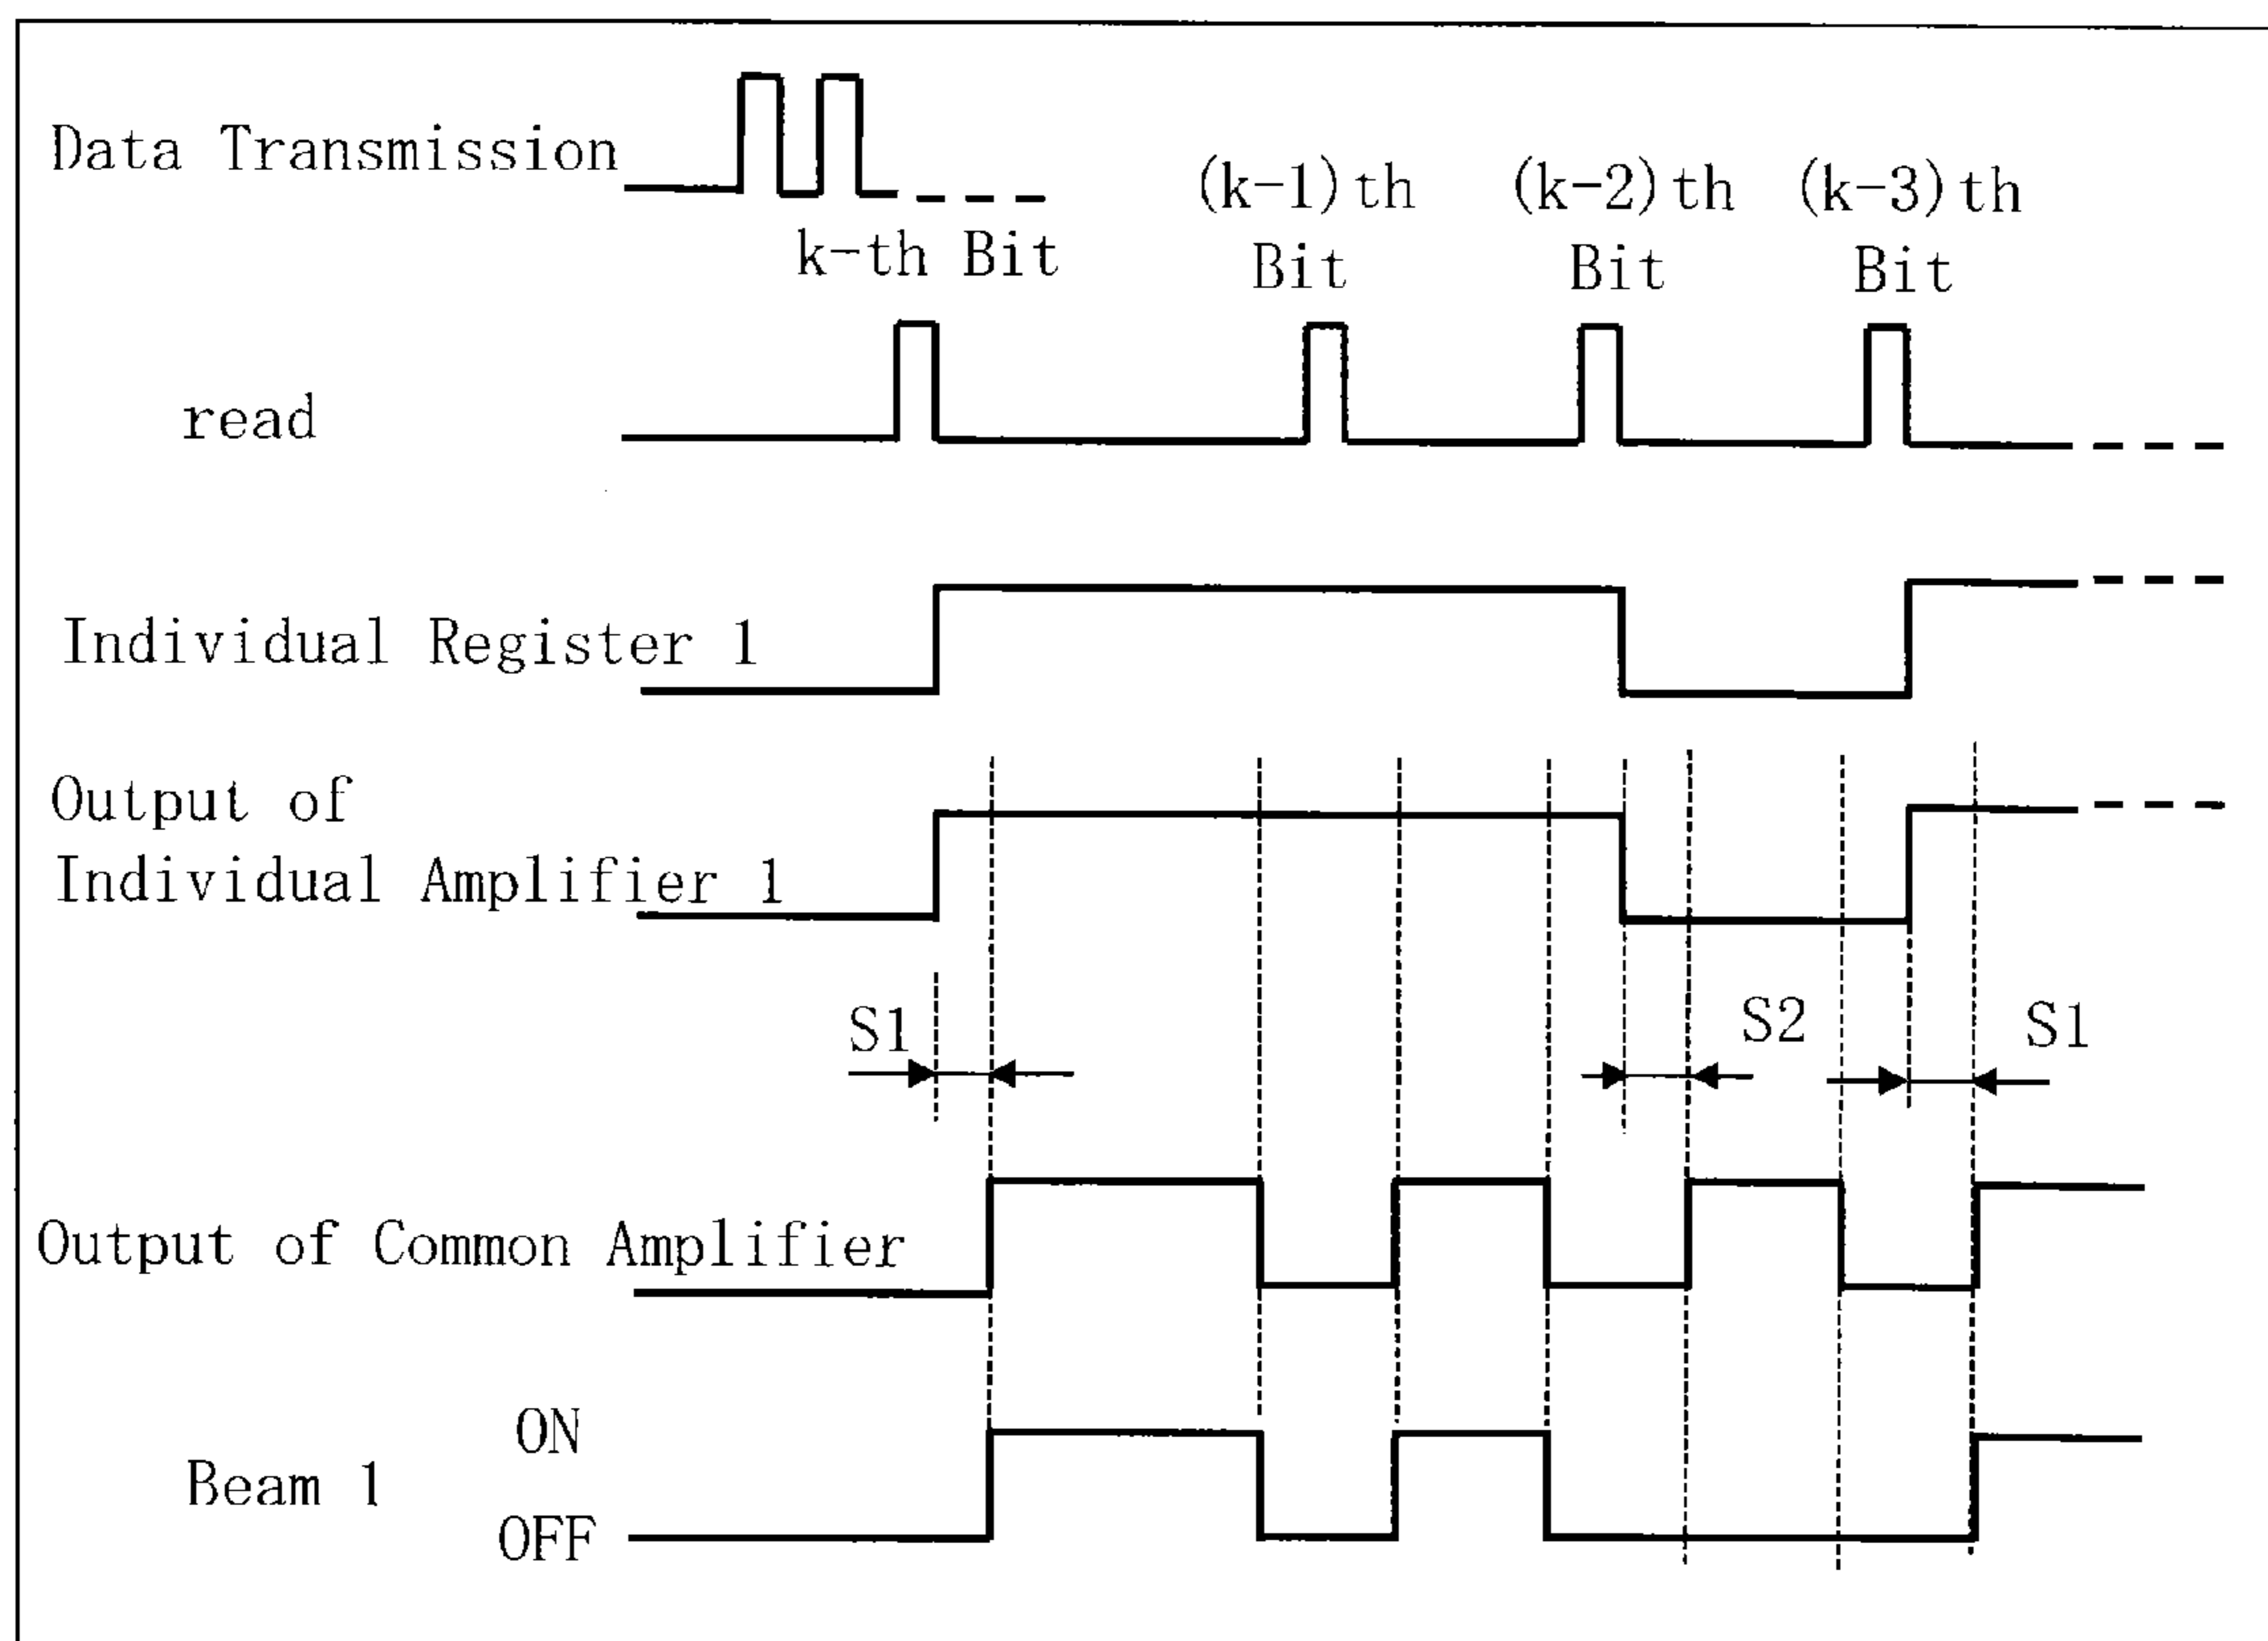 Data Transmission
k-th Bit
(k-1)th
Bit
(k-2)th
Bit
(k-3)th
Bit
read
Individual Register 1
Output of
Individual Amplifier 1
S1
S2
S1
Output of Common Amplifier
ON
Beam 1
OFF